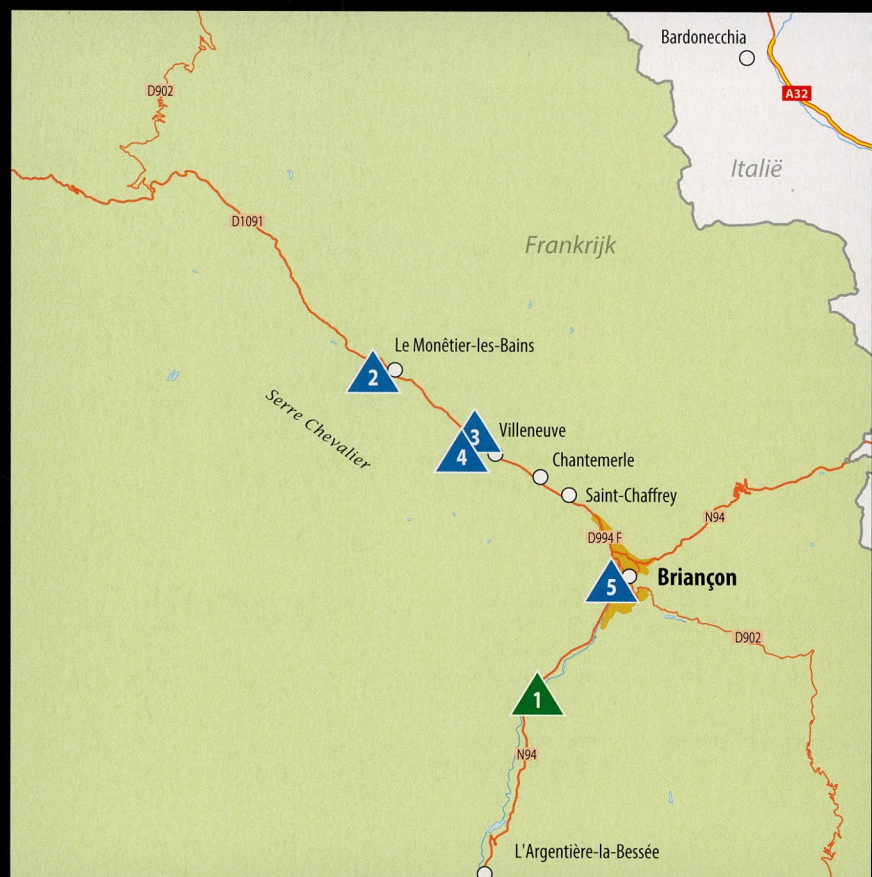 Bardonecchia
D902
A32
Italië
D1091
Frankrijk
Le Monêtier-les-Bains
2
Serre Chevalier
3
Villeneuve
4
Chantemerle
Saint-Chaffrey
N94
D994 F
5
Briançon
D902
1
N94
L'Argentière-la-Bessée